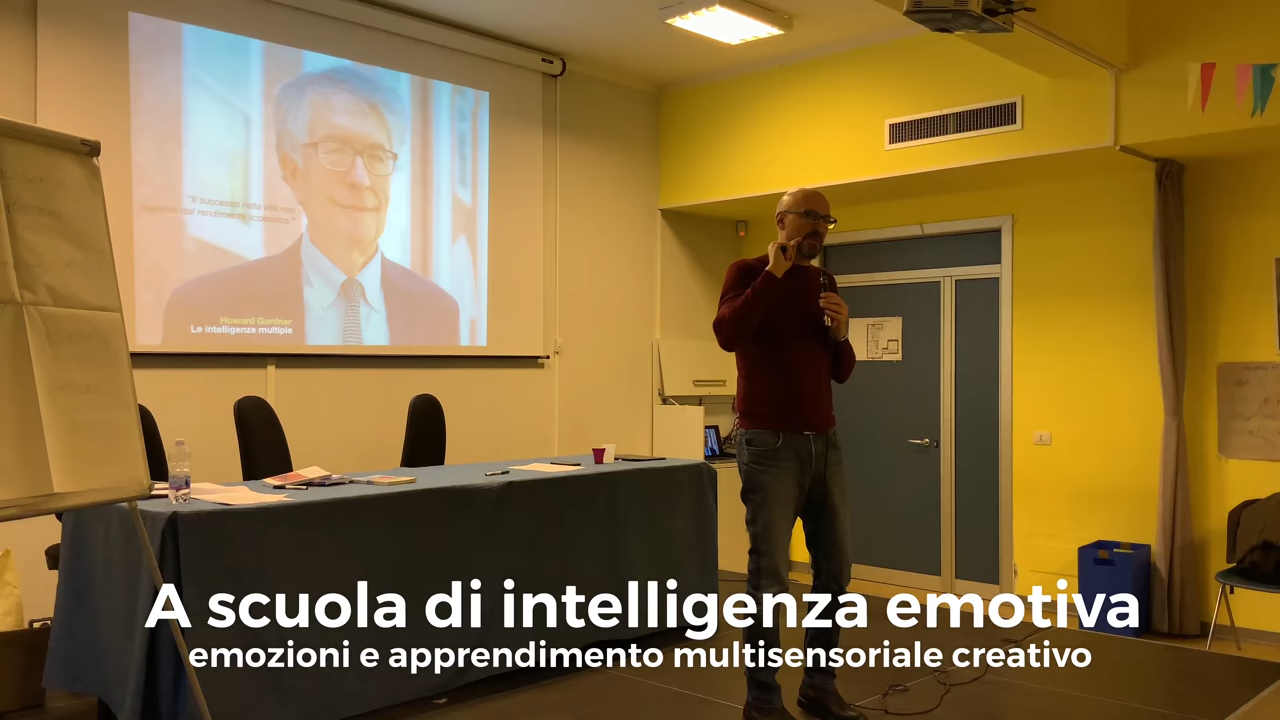 "Il successo nella vita non
dal rendimento scolastico."
Howard Gardner
Le intelligenze multiple
A scuola di intelligenza emotiva
emozioni e apprendimento multisensoriale creativo